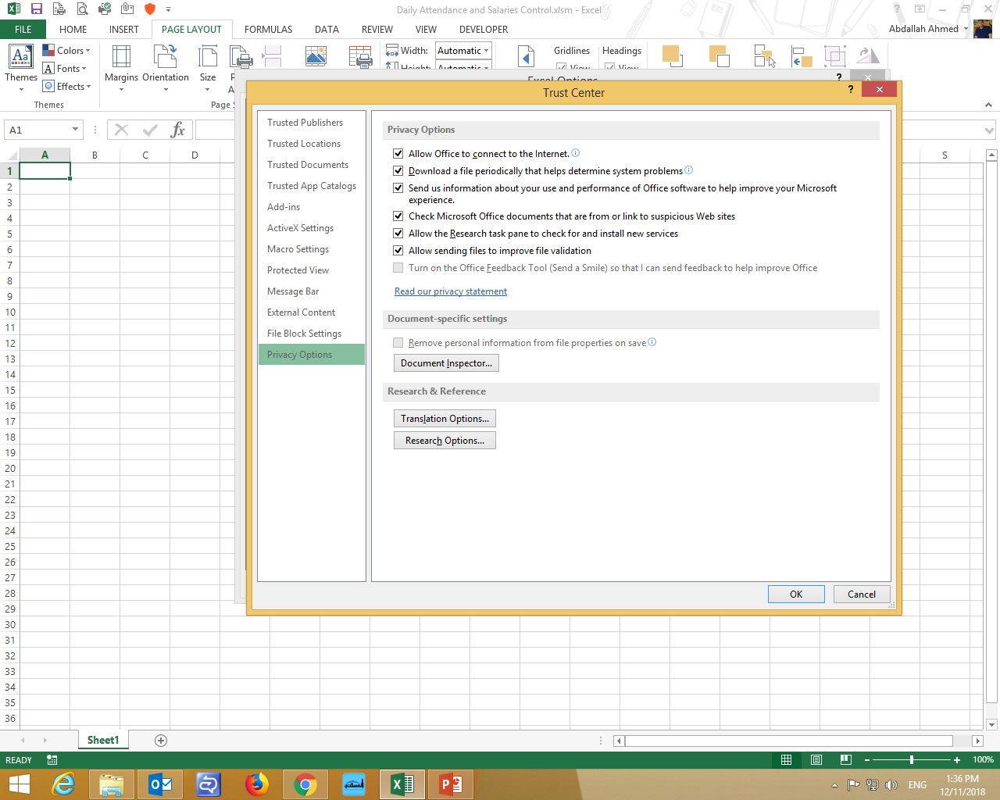 Daily Attendance and Salaries Control.xlsm - Excel
FILE
HOME
INSERT
PAGE LAYOUT
FORMULAS
DATA
REVIEW
VIEW
DEVELOPER
Abdallah Ahmed
Themes
Colors
Fonts
Effects
Margins
Orientation
Size
Width:
Automatic
Height:
Automatic
Gridlines
View
Headings
View
Themes
Page S
Excel Options
Trust Center
A1
fx
A
B
C
D
S
Trusted Publishers
Trusted Locations
Trusted Documents
Trusted App Catalogs
Add-ins
ActiveX Settings
Macro Settings
Protected View
Message Bar
External Content
File Block Settings
Privacy Options
Privacy Options
Allow Office to connect to the Internet.
Download a file periodically that helps determine system problems
Send us information about your use and performance of Office software to help improve your Microsoft
experience.
Check Microsoft Office documents that are from or link to suspicious Web sites
Allow the Research task pane to check for and install new services
Allow sending files to improve file validation
Turn on the Office Feedback Tool (Send a Smile) so that I can send feedback to help improve Office
Read our privacy statement
Document-specific settings
Remove personal information from file properties on save
Document Inspector...
Research & Reference
Translation Options...
Research Options...
OK
Cancel
1
2
3
4
5
6
7
8
9
10
11
12
13
14
15
16
17
18
19
20
21
22
23
24
25
26
27
28
29
30
31
32
33
34
35
36
Sheet1
READY
100%
ENG
1:36 PM
12/11/2018